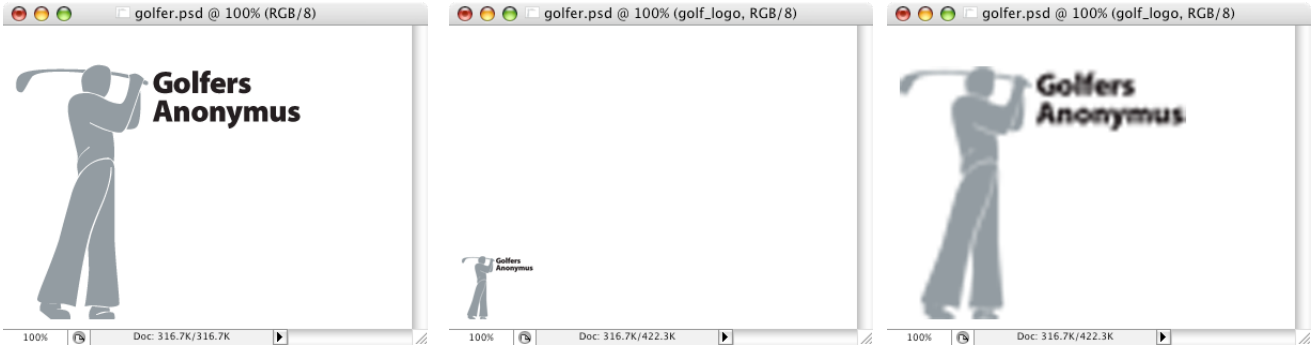 golfer.psd @ 100% (RGB/8)
Golfers
Anonymus
100%
Doc: 316.7K/316.7K
golfer.psd @ 100% (golf_logo, RGB/8)
Golfers
Anonymus
100%
Doc: 316.7K/422.3K
golfer.psd @ 100% (golf_logo, RGB/8)
Golfers
Anonymus
100%
Doc: 316.7K/422.3K